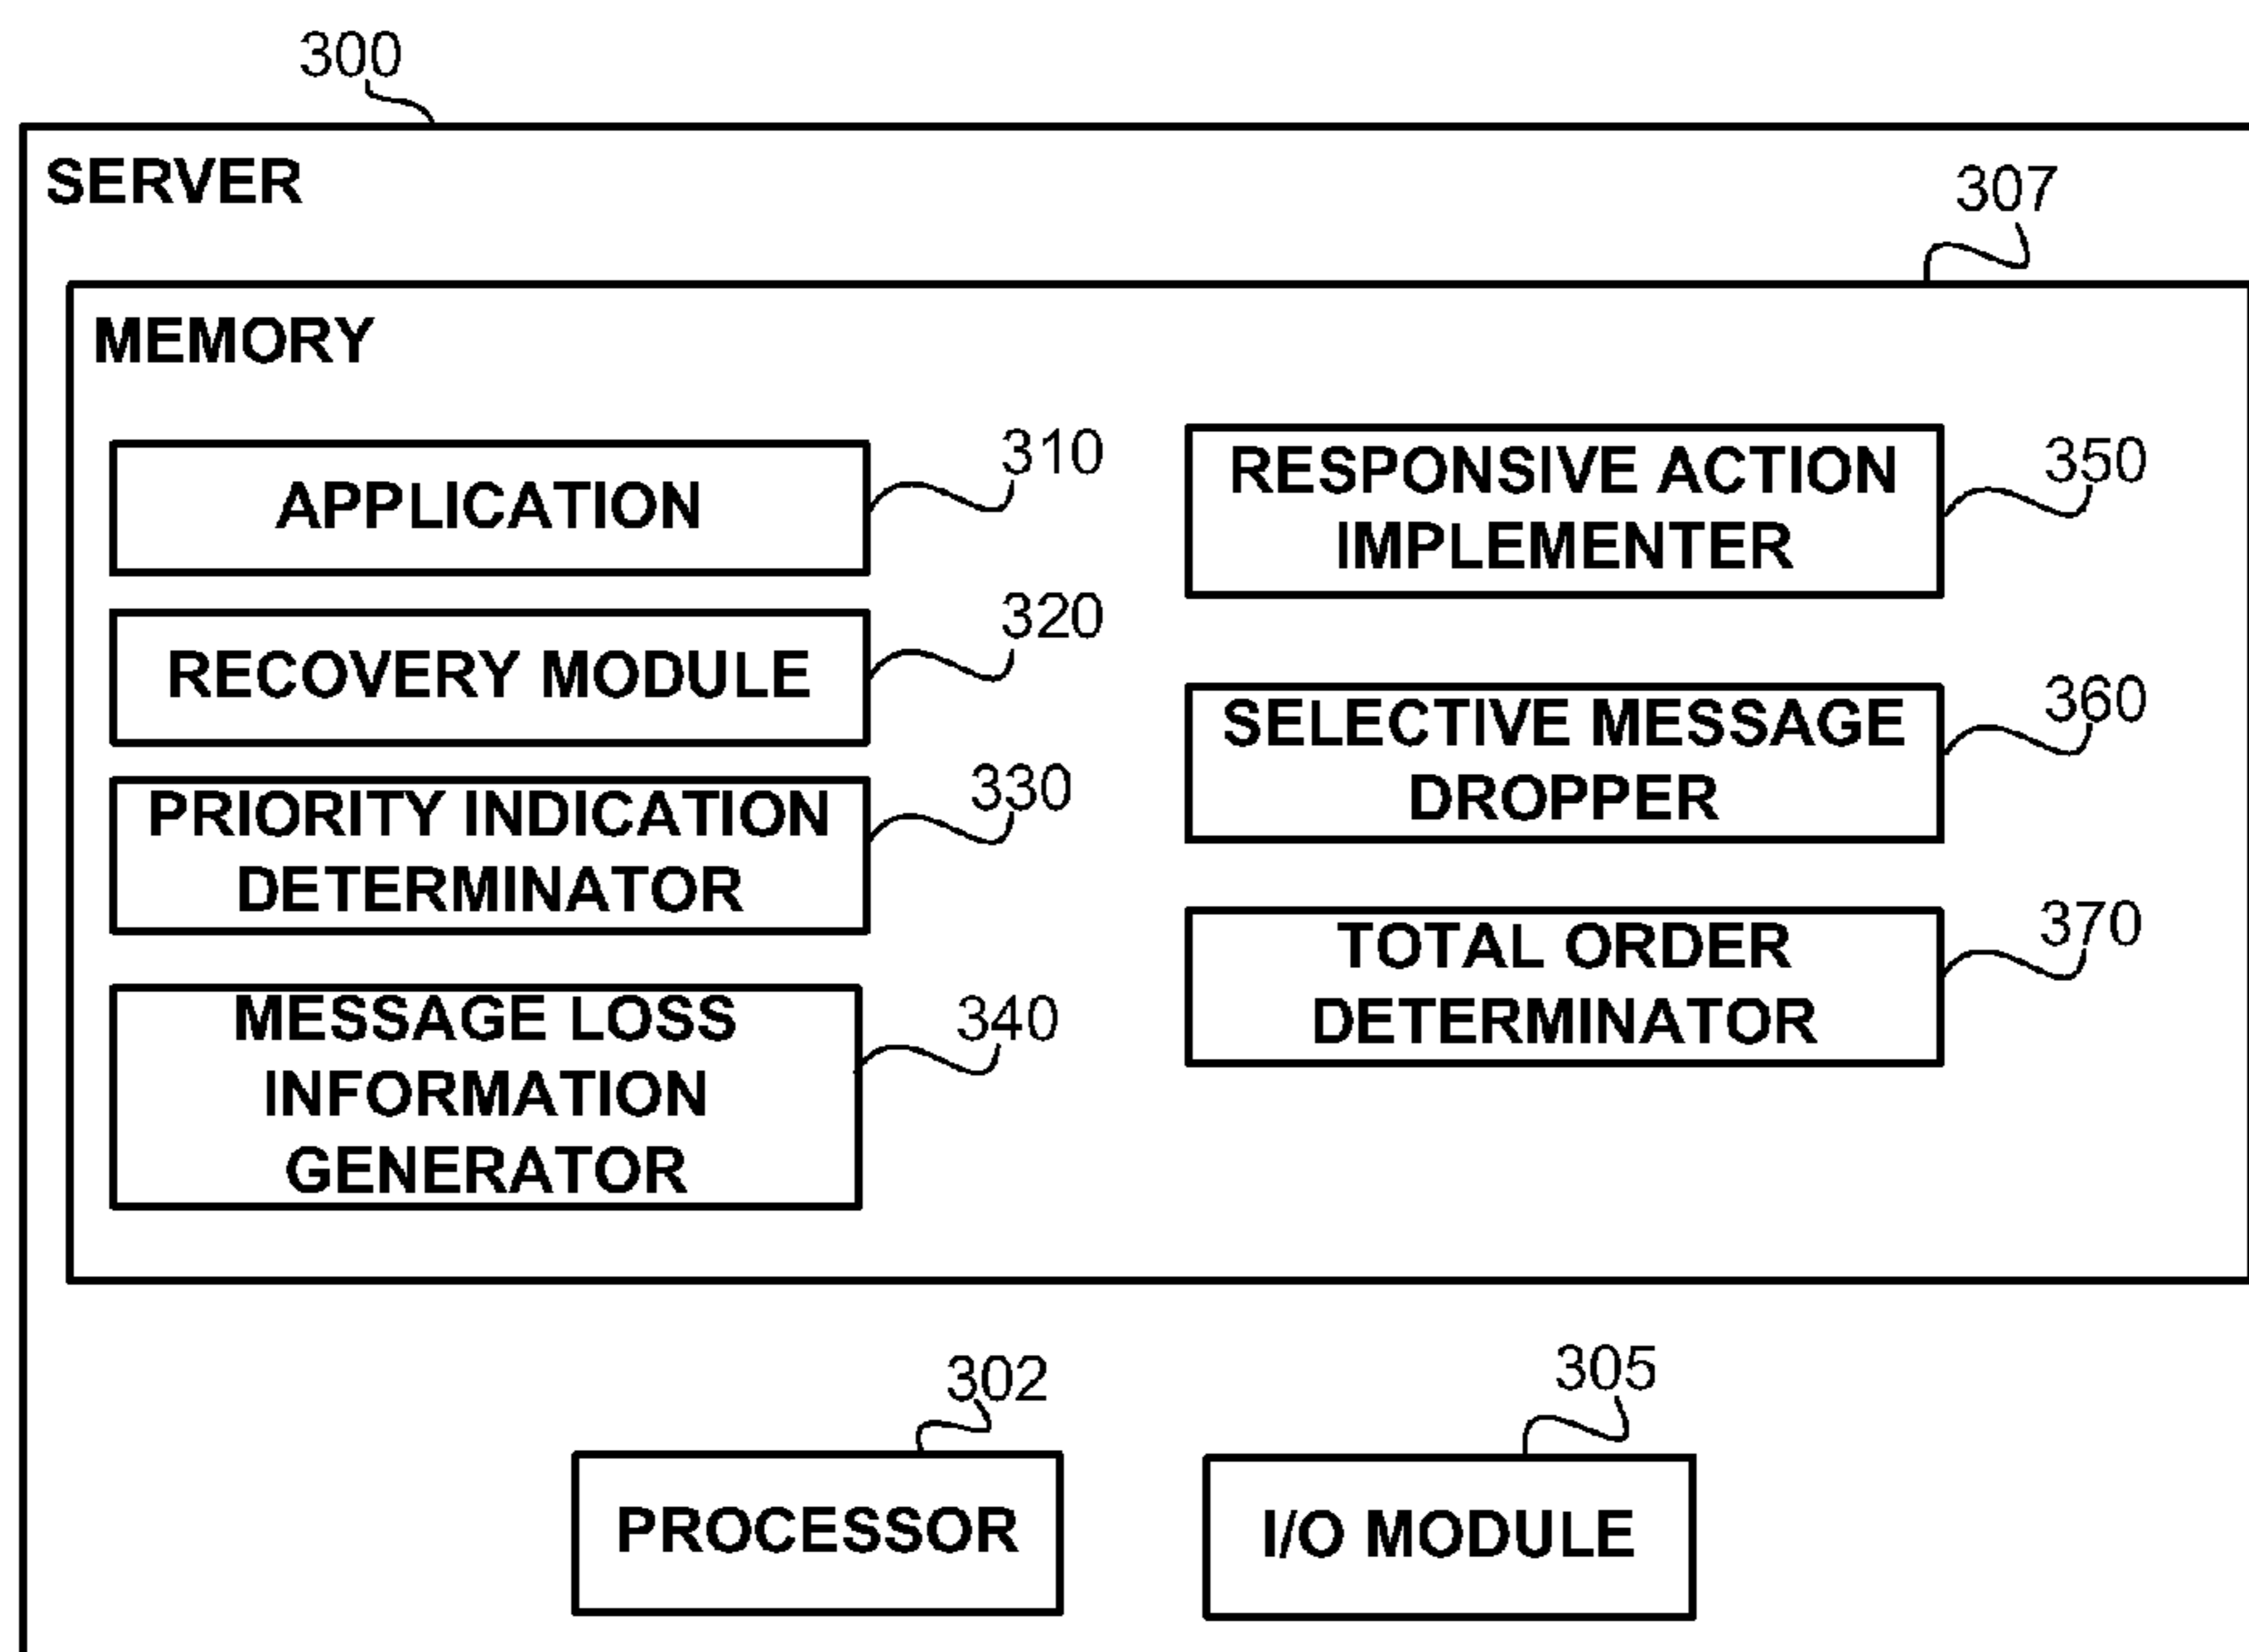 300
SERVER
307
MEMORY
APPLICATION
310
RECOVERY MODULE
320
PRIORITY INDICATION
DETERMINATOR
330
MESSAGE LOSS
INFORMATION
GENERATOR
340
RESPONSIVE ACTION
IMPLEMENTER
350
SELECTIVE MESSAGE
DROPPER
360
TOTAL ORDER
DETERMINATOR
370
302
PROCESSOR
305
I/O MODULE